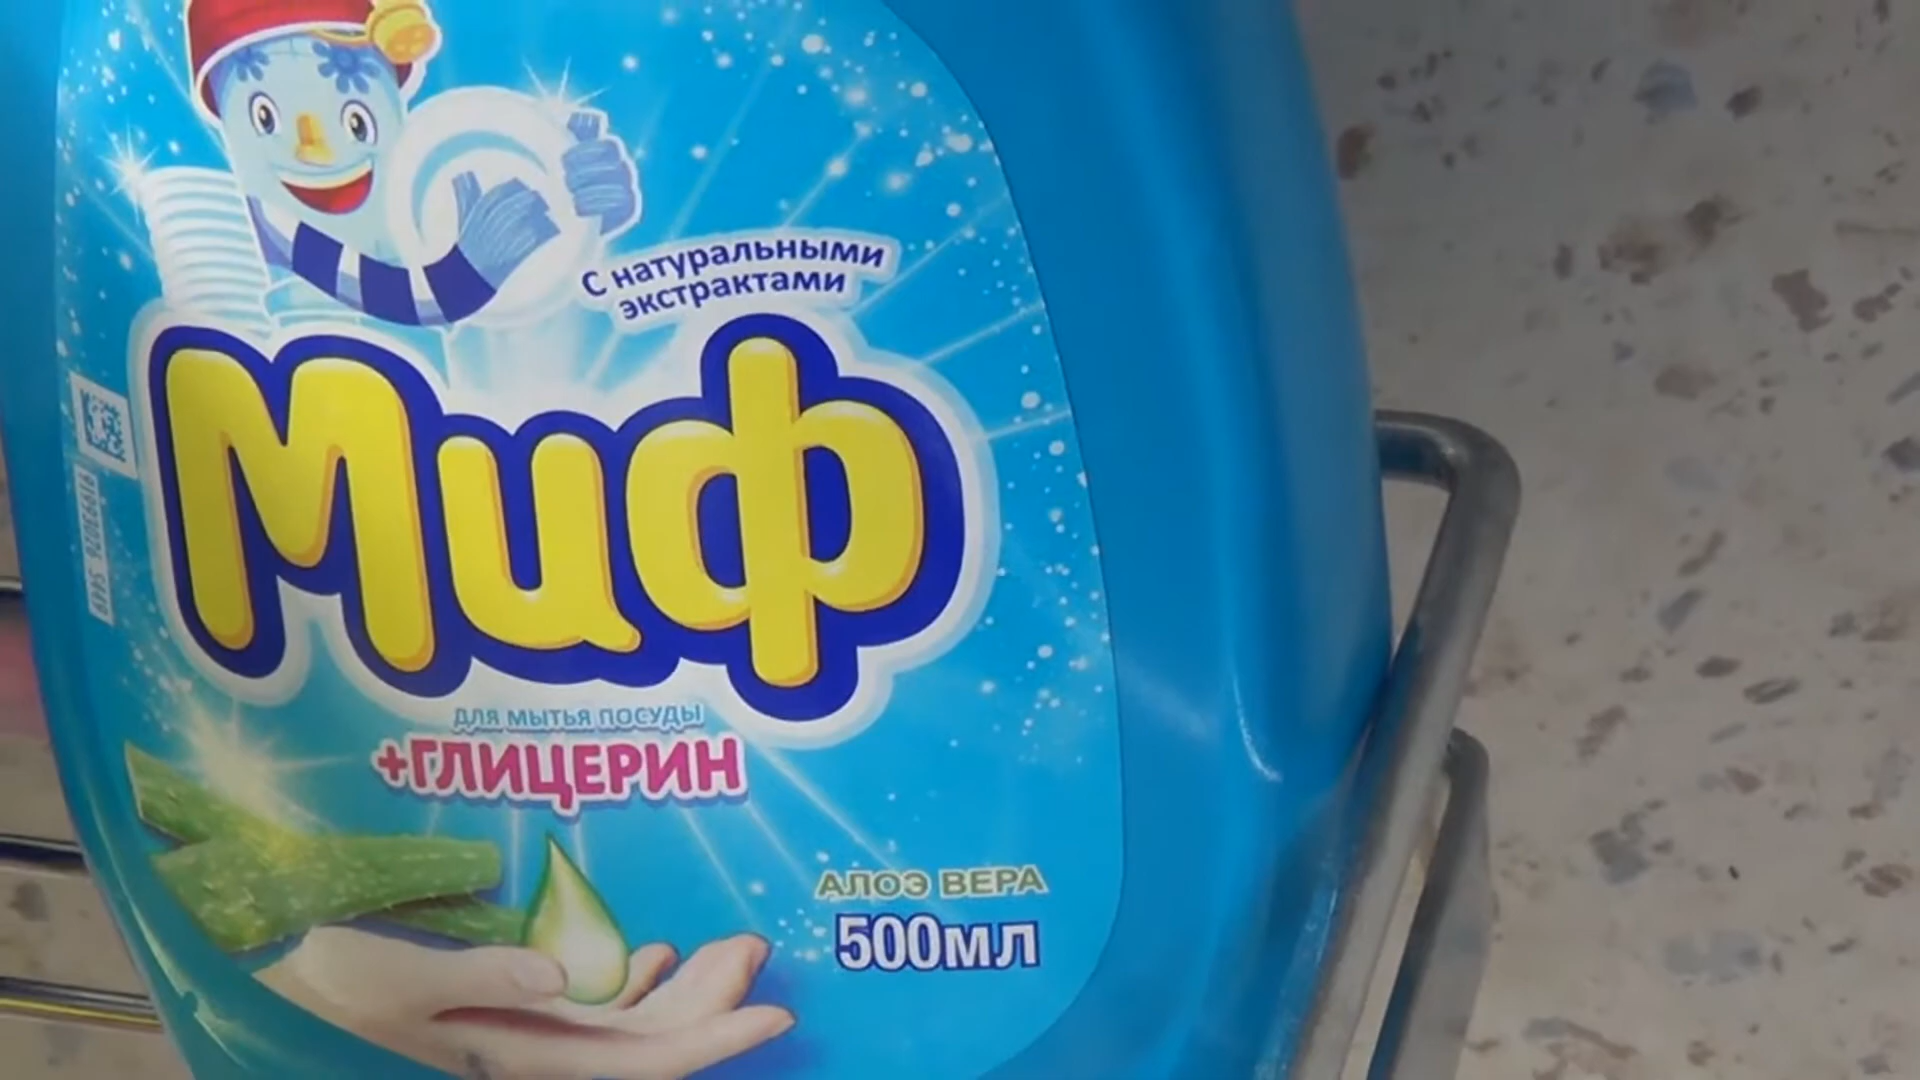 С натуральными
экстрактами
Миф
ДЛЯ МЫТЬЯ ПОСУДЫ
+ГЛИЦЕРИН
АЛОЭ ВЕРА
500мл